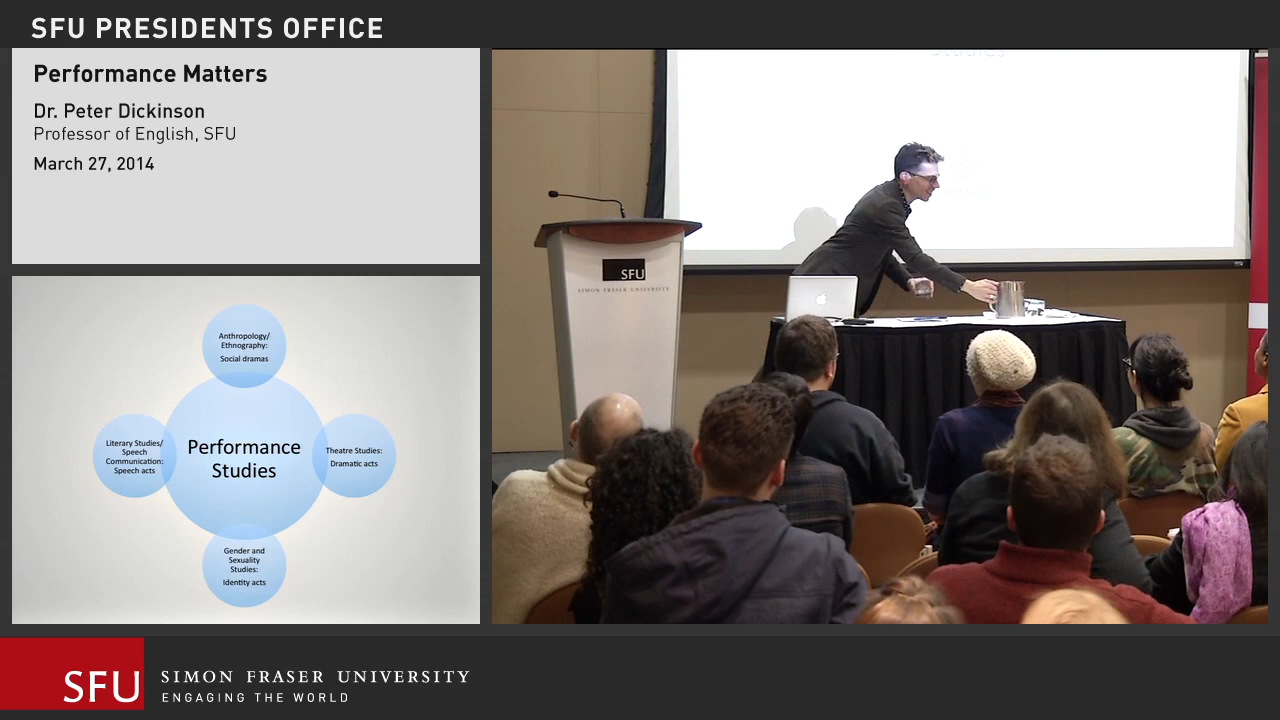 SFU PRESIDENTS OFFICE
Performance Matters
Dr. Peter Dickinson
Professor of English, SFU
March 27, 2014
Anthropology/
Ethnography:
Social dramas
Literary Studies/
Speech
Communication:
Speech acts
Performance
Studies
Theatre Studies:
Dramatic acts
Gender and
Sexuality
Studies:
Identity acts
Studies
SFU
SIMON FRASER UNIVERSITY
SFU
SIMON FRASER UNIVERSITY
ENGAGING THE WORLD